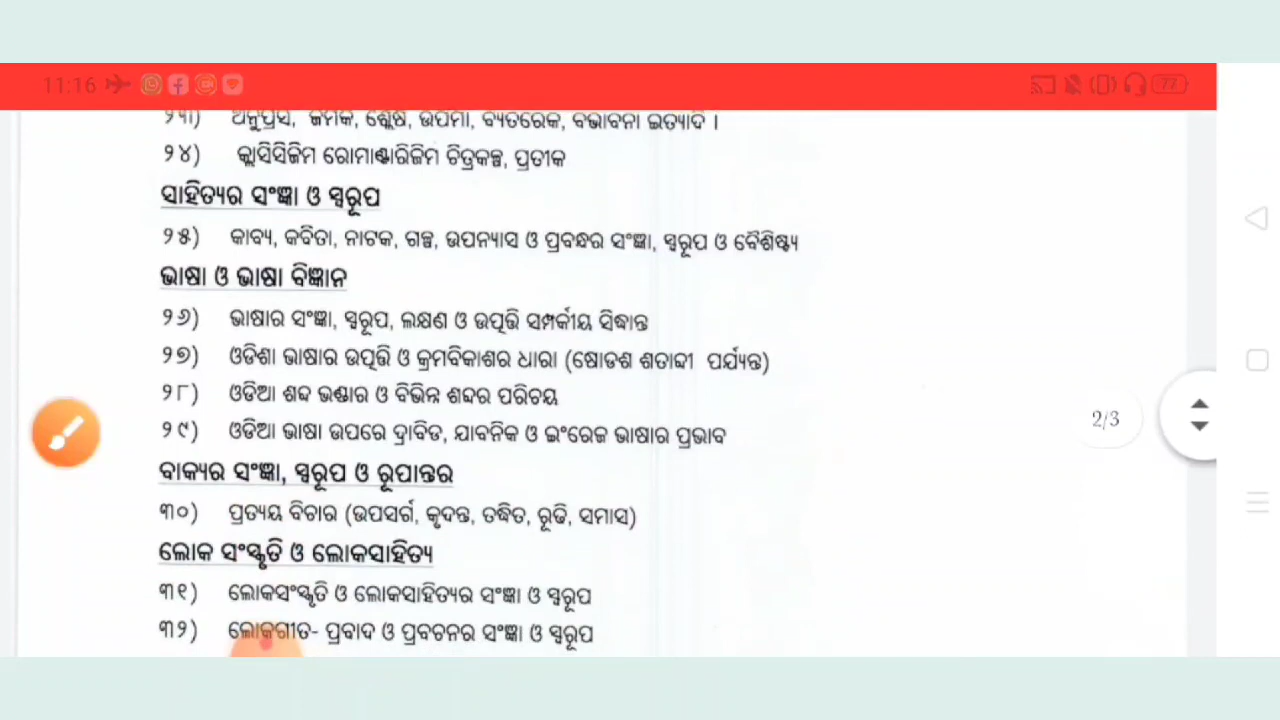 11:16
77
୨୩) ଅନୁପ୍ରାସ, ଜମକ, ଶ୍ଳେଷ, ଉପମା, ବ୍ୟତିରେକ, ବିଭାବନା ଇତ୍ୟାଦି ।
୨୪) କ୍ଲାସିସିଜିମ ରୋମାଣ୍ଟାରିଜିମ ଚିତ୍ରକଳ୍ପ, ପ୍ରତୀକ
ସାହିତ୍ୟର ସଂଜ୍ଞା ଓ ସ୍ୱରୂପ
୨୫) କାବ୍ୟ, କବିତା, ନାଟକ, ଗଳ୍ପ, ଉପନ୍ୟାସ ଓ ପ୍ରବନ୍ଧର ସଂଜ୍ଞା, ସ୍ୱରୂପ ଓ ବୈଶିଷ୍ଟ୍ୟ
ଭାଷା ଓ ଭାଷା ବିଜ୍ଞାନ
୨୬) ଭାଷାର ସଂଜ୍ଞା, ସ୍ୱରୂପ, ଲକ୍ଷଣ ଓ ଉତ୍ପତ୍ତି ସମ୍ପର୍କୀୟ ସିଦ୍ଧାନ୍ତ
୨୭) ଓଡିଶା ଭାଷାର ଉତ୍ପତ୍ତି ଓ କ୍ରମବିକାଶର ଧାରା (ଷୋଡଶ ଶତାବ୍ଦୀ ପର୍ଯ୍ୟନ୍ତ)
୨୮) ଓଡିଆ ଶବ୍ଦ ଭଣ୍ଡାର ଓ ବିଭିନ୍ନ ଶବ୍ଦର ପରିଚୟ
2/3
୨୯) ଓଡିଆ ଭାଷା ଉପରେ ଦ୍ରାବିଡ, ଯାବନିକ ଓ ଇଂରେଜ ଭାଷାର ପ୍ରଭାବ
ବାକ୍ୟର ସଂଜ୍ଞା, ସ୍ୱରୂପ ଓ ରୂପାନ୍ତର
୩୦) ପ୍ରତ୍ୟୟ ବିଚାର (ଉପସର୍ଗ, କୃଦନ୍ତ, ତଦ୍ଧିତ, ରୂଢି, ସମାସ)
ଲୋକ ସଂସ୍କୃତି ଓ ଲୋକସାହିତ୍ୟ
୩୧) ଲୋକସଂସ୍କୃତି ଓ ଲୋକସାହିତ୍ୟର ସଂଜ୍ଞା ଓ ସ୍ୱରୂପ
୩୨) ଲୋକଗୀତ- ପ୍ରବାଦ ଓ ପ୍ରବଚନର ସଂଜ୍ଞା ଓ ସ୍ୱରୂପ